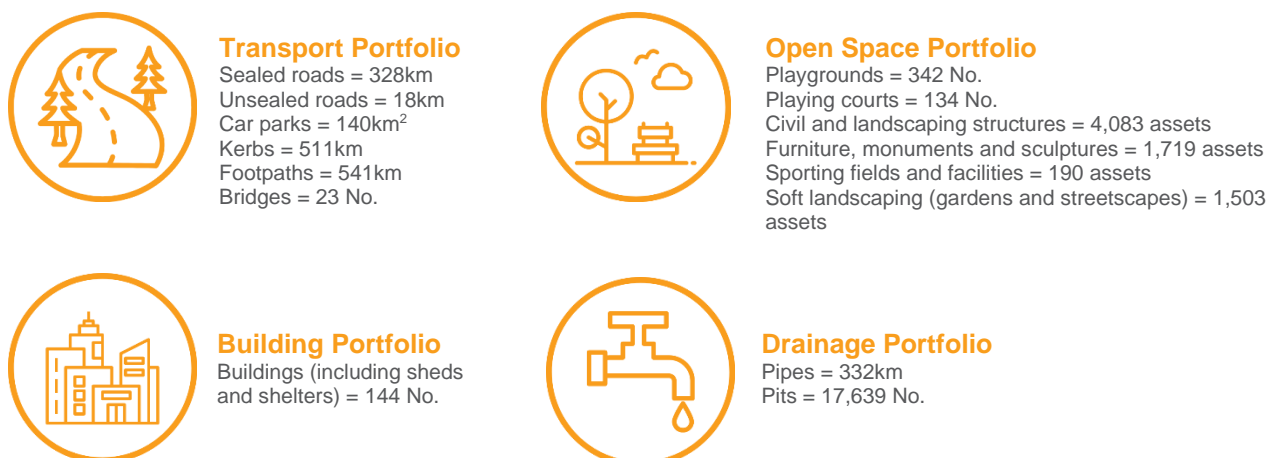 Transport Portfolio
Sealed roads = 328km
Unsealed roads = 18km
Car parks = 140km²
Kerbs = 511km
Footpaths = 541km
Bridges = 23 No.
Open Space Portfolio
Playgrounds = 342 No.
Playing courts = 134 No.
Civil and landscaping structures = 4,083 assets
Furniture, monuments and sculptures = 1,719 assets
Sporting fields and facilities = 190 assets
Soft landscaping (gardens and streetscapes) = 1,503
assets
Building Portfolio
Buildings (including sheds
and shelters) = 144 No.
Drainage Portfolio
Pipes = 332km
Pits = 17,639 No.